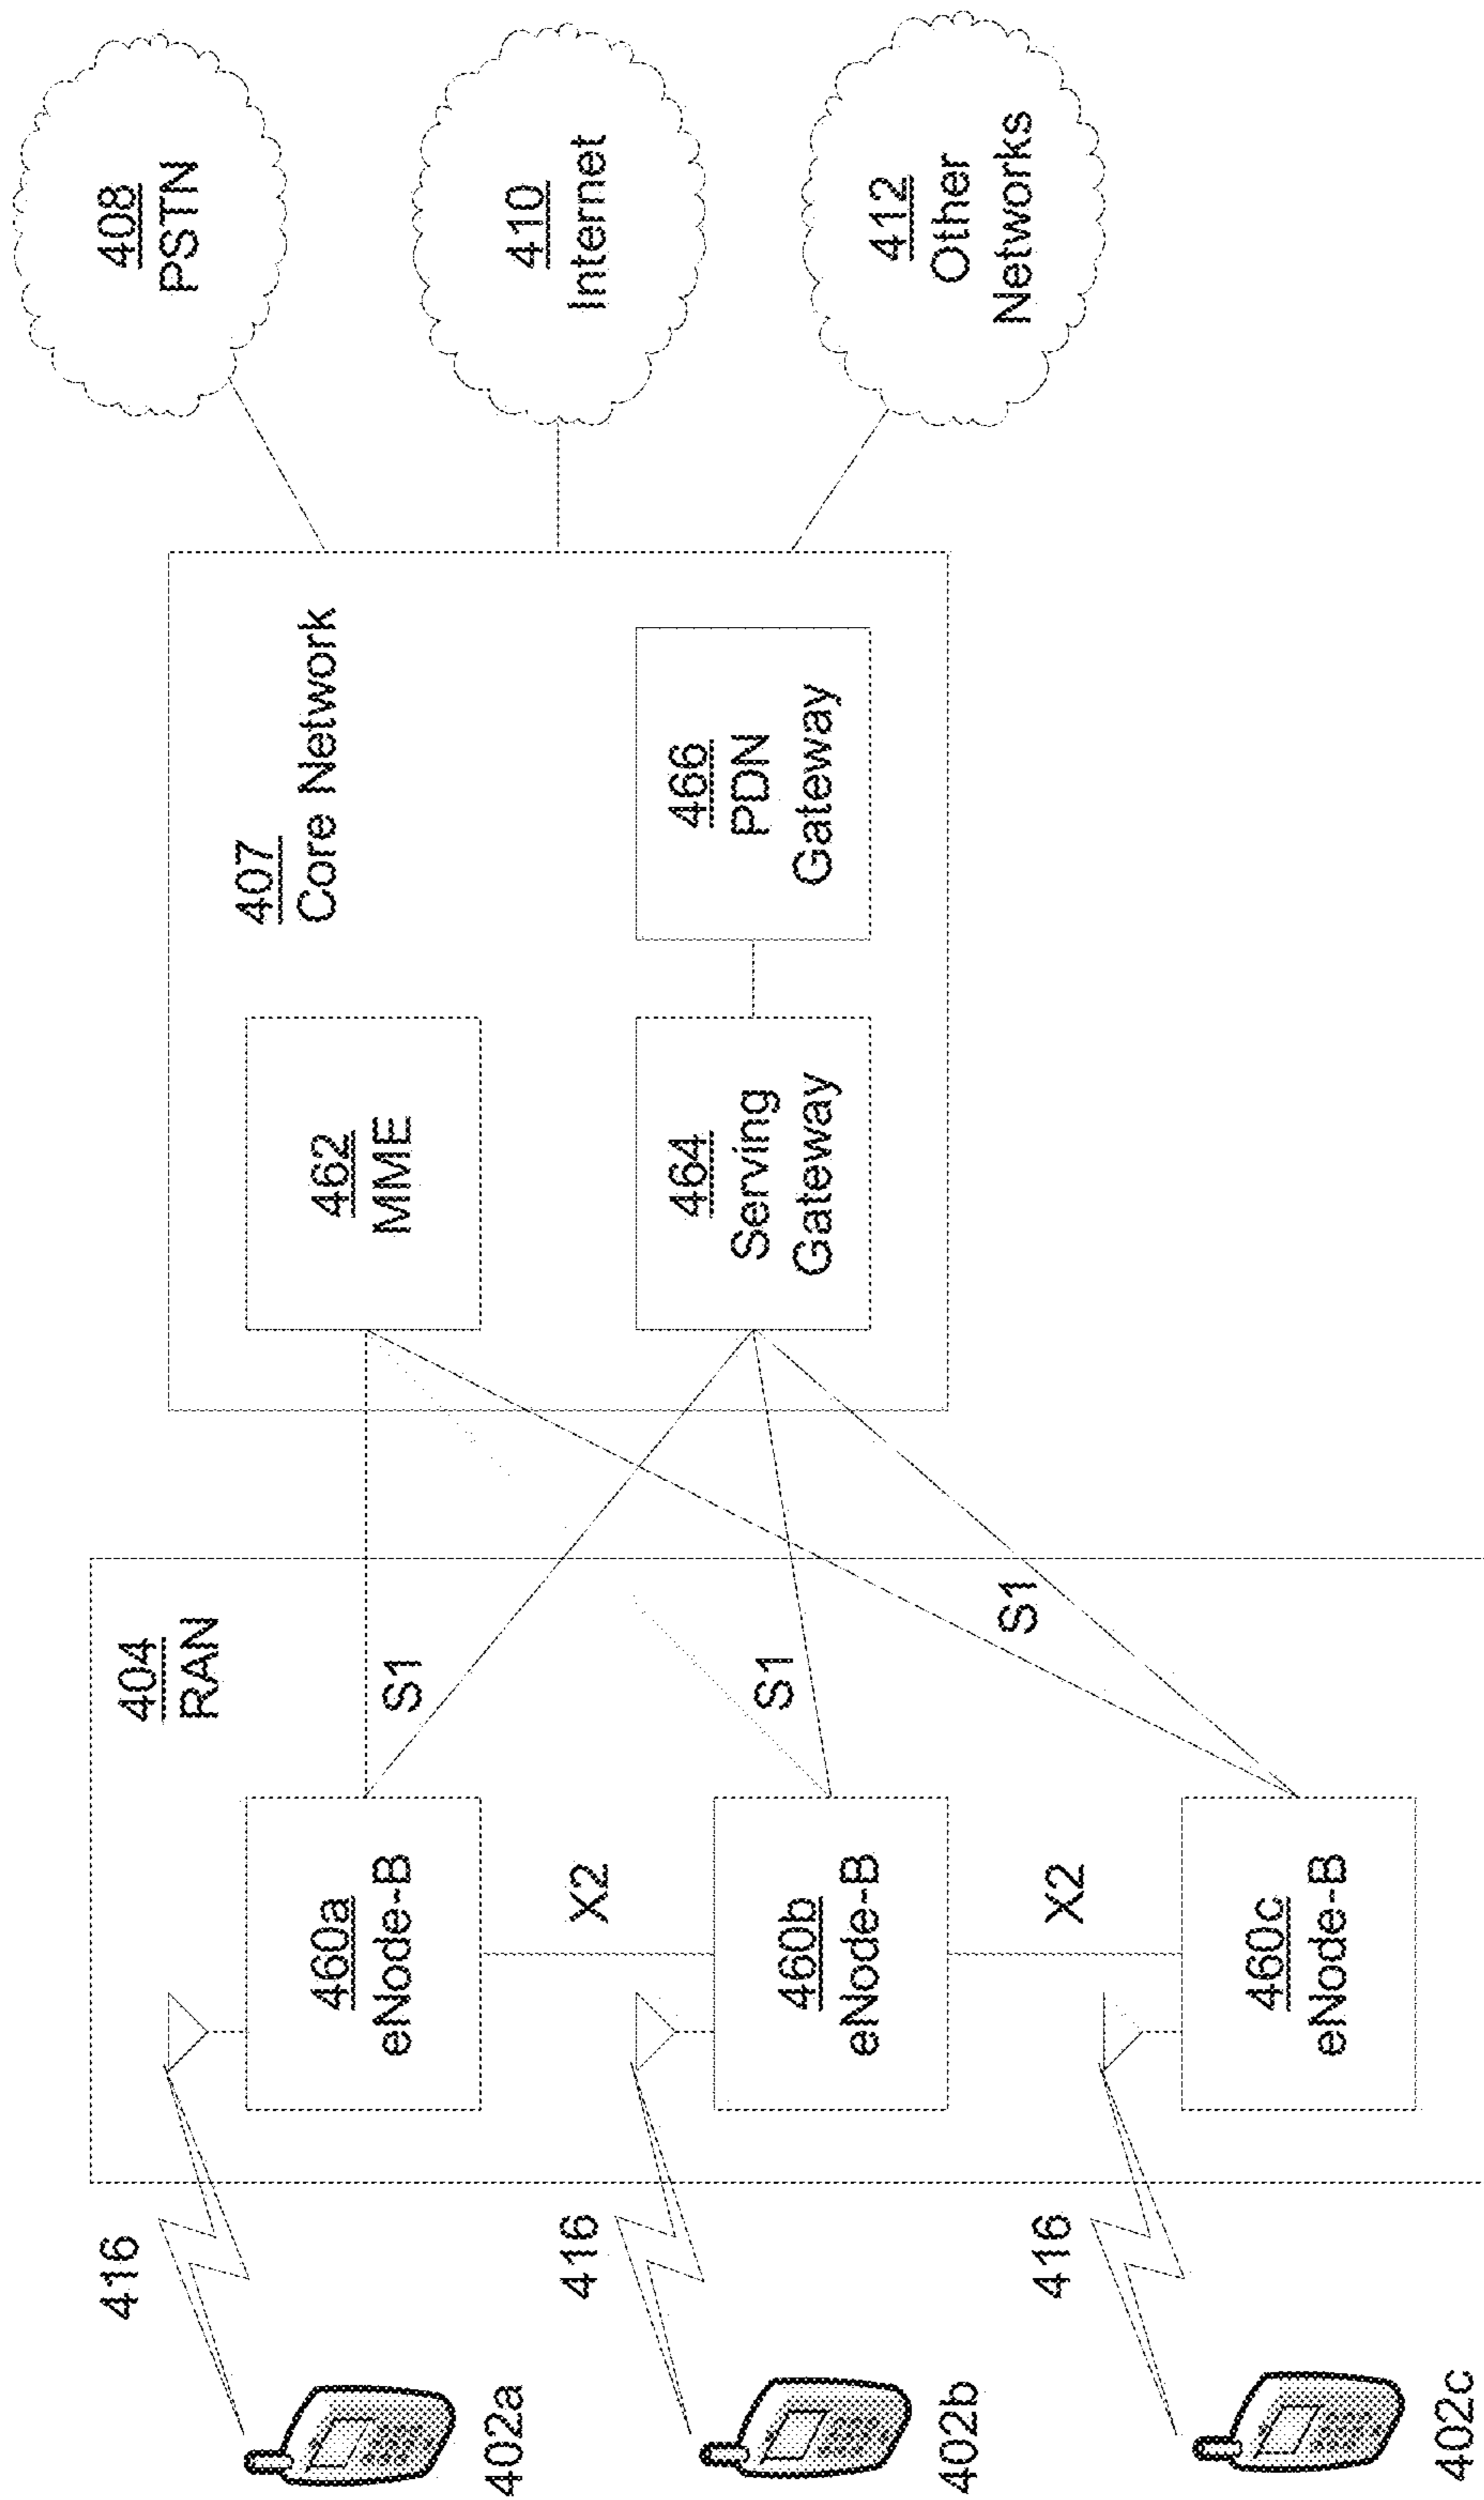 416
402a
416
402b
416
402c
404
RAN
460a
eNode-B
X2
460b
eNode-B
X2
460c
eNode-B
S1
S1
S1
407
Core Network
462
MME
464
Serving
Gateway
466
PDN
Gateway
408
PSTN
410
Internet
412
Other
Networks